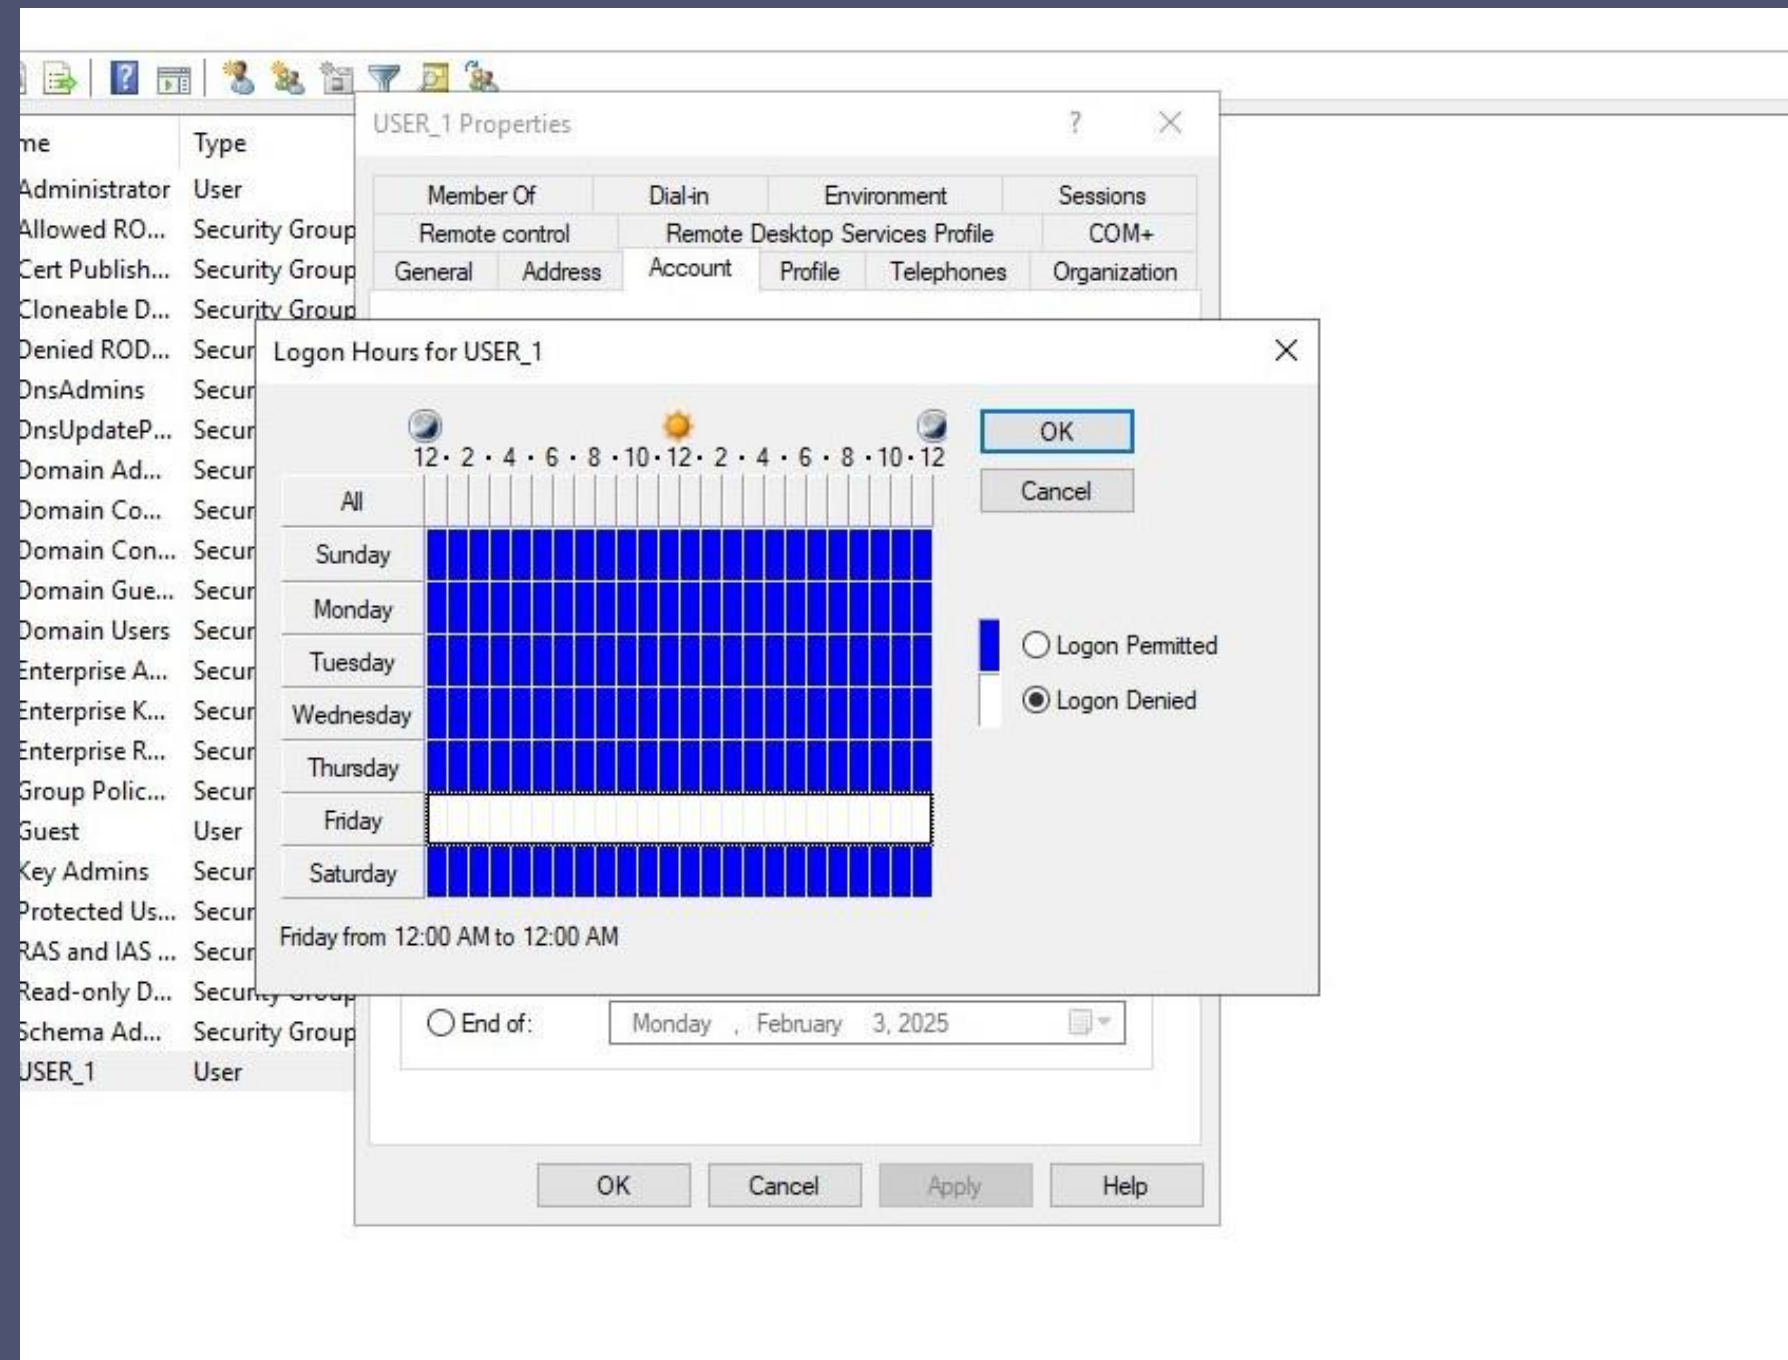 USER_1 Properties ?
me Type
Administrator User
Allowed RO... Security Group
Cert Publish... Security Group
Cloneable D... Security Group
Denied ROD... Secur
DnsAdmins Secur
DnsUpdateP... Secur
Domain Ad... Secur
Domain Co... Secur
Domain Con... Secur
Domain Gue... Secur
Domain Users Secur
Enterprise A... Secur
Enterprise K... Secur
Enterprise R... Secur
Group Polic... Secur
Guest User
Key Admins Secur
Protected Us... Secur
RAS and IAS ... Secur
Read-only D... Security Group
Schema Ad... Security Group
USER_1 User
Member Of Dial-in Environment Sessions
Remote control Remote Desktop Services Profile COM+
General Address Account Profile Telephones Organization
Logon Hours for USER_1
12 · 2 · 4 · 6 · 8 · 10 · 12 · 2 · 4 · 6 · 8 · 10 · 12
All
Sunday
Monday
Tuesday
Wednesday
Thursday
Friday
Saturday
Friday from 12:00 AM to 12:00 AM
OK
Cancel
Logon Permitted
Logon Denied
End of: Monday , February 3, 2025
OK Cancel Apply Help